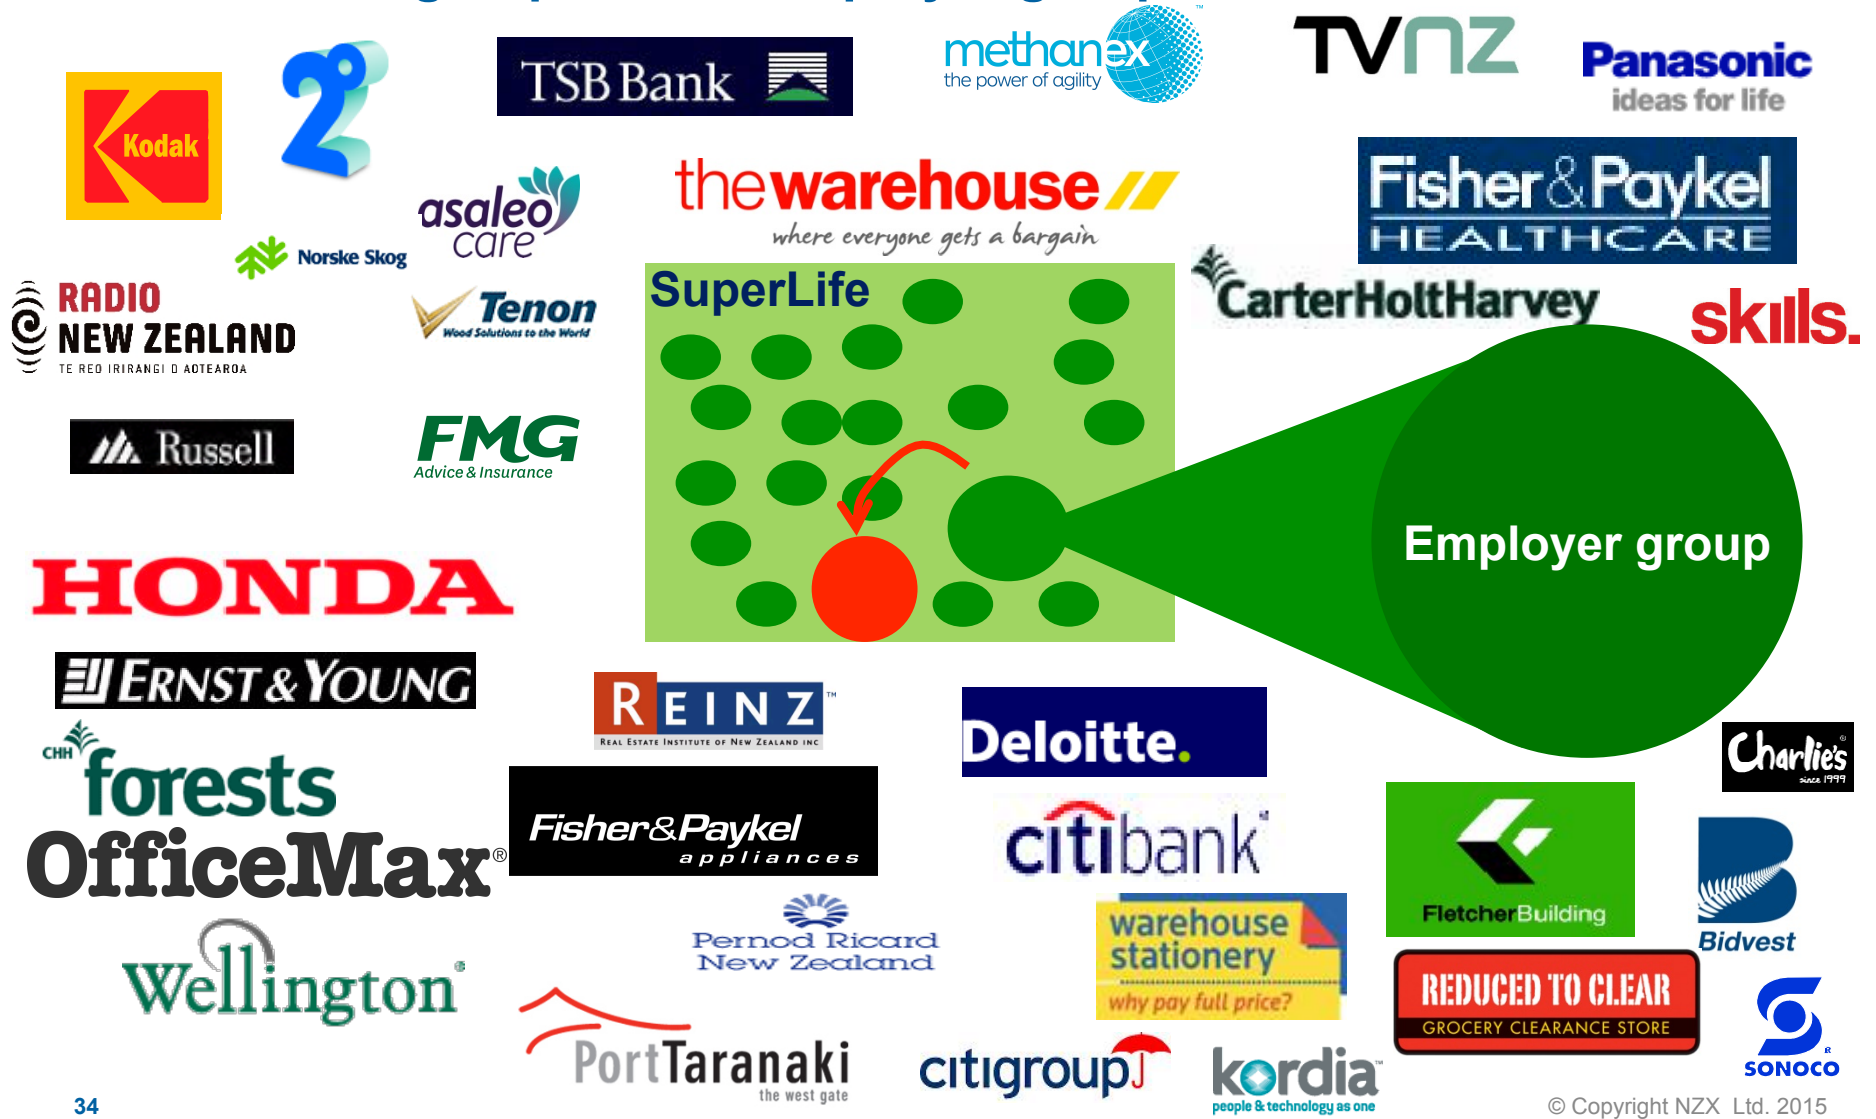 methanex
the power of agility
TVNZ
Panasonic
ideas for life
TSB Bank
2°
Kodak
Fisher&Paykel
HEALTHCARE
thewarehouse
where everyone gets a bargain
asaleo
care
Norske Skog
CarterHoltHarvey
RADIO
NEW ZEALAND
TE REO IRIRANGI O AOTEAROA
Tenon
Wood Solutions to the World
SuperLife
skills.
Russell
FMG
Advice & Insurance
Employer group
HONDA
ERNST & YOUNG
REINZ™
REAL ESTATE INSTITUTE OF NEW ZEALAND INC
Deloitte.
CHH
forests
Charlie's
since 1999
Fisher&Paykel
appliances
citibank
OfficeMax®
FletcherBuilding
Bidvest
Pernod Ricard
New Zealand
warehouse
stationery
why pay full price?
Wellington
REDUCED TO CLEAR
GROCERY CLEARANCE STORE
PortTaranaki
the west gate
citigroup
kordia™
people & technology as one
SONOCO
34
© Copyright NZX Ltd. 2015